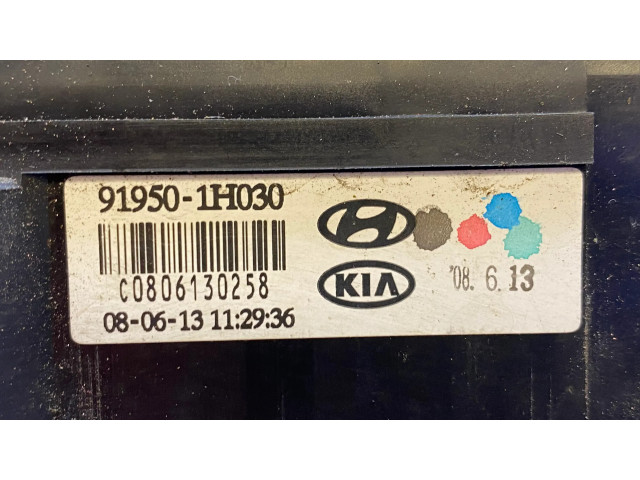 91950-1H030
C0806130258
08-06-13 11:29:36
KIA
'08. 6. 13